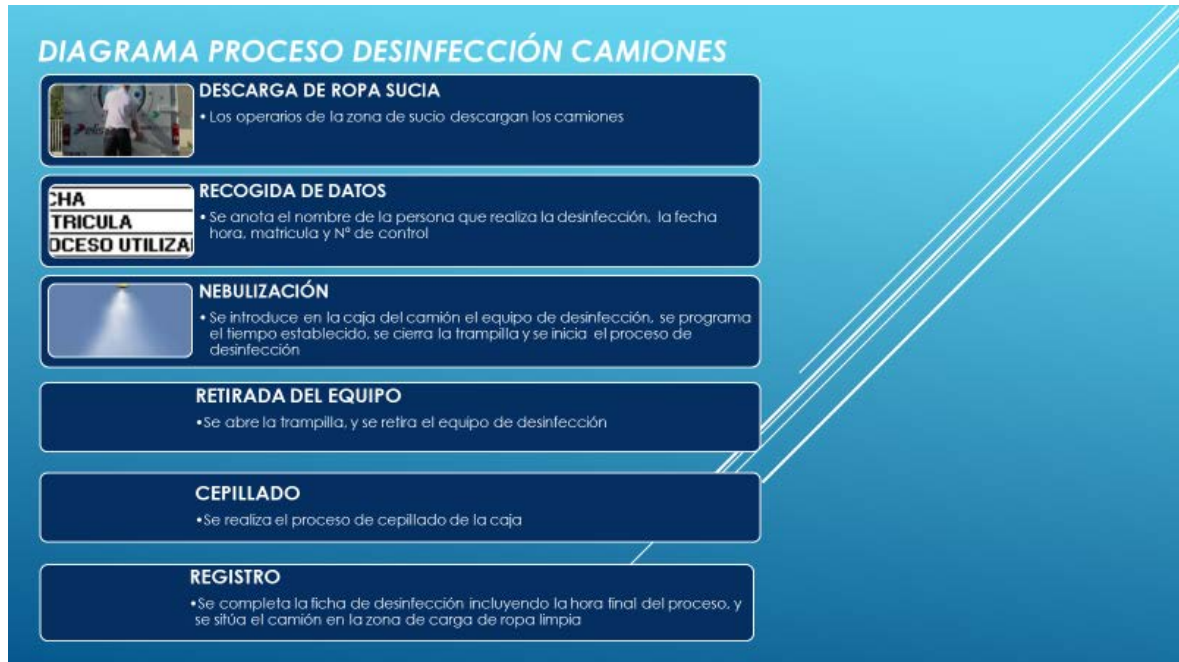 DIAGRAMA PROCESO DESINFECCIÓN CAMIONES
DESCARGA DE ROPA SUCIA
• Los operarios de la zona de sucio descargan los camiones
elis
RECOGIDA DE DATOS
CHA
TRICULA
OCESO UTILIZA
• Se anota el nombre de la persona que realiza la desinfección, la fecha
hora, matricula y Nº de control
NEBULIZACIÓN
• Se introduce en la caja del camión el equipo de desinfección, se programa
el tiempo establecido, se cierra la trampilla y se inicia el proceso de
desinfección
RETIRADA DEL EQUIPO
•Se abre la trampilla, y se retira el equipo de desinfección
CEPILLADO
•Se realiza el proceso de cepillado de la caja
REGISTRO
•Se completa la ficha de desinfección incluyendo la hora final del proceso, y
se sitúa el camión en la zona de carga de ropa limpia